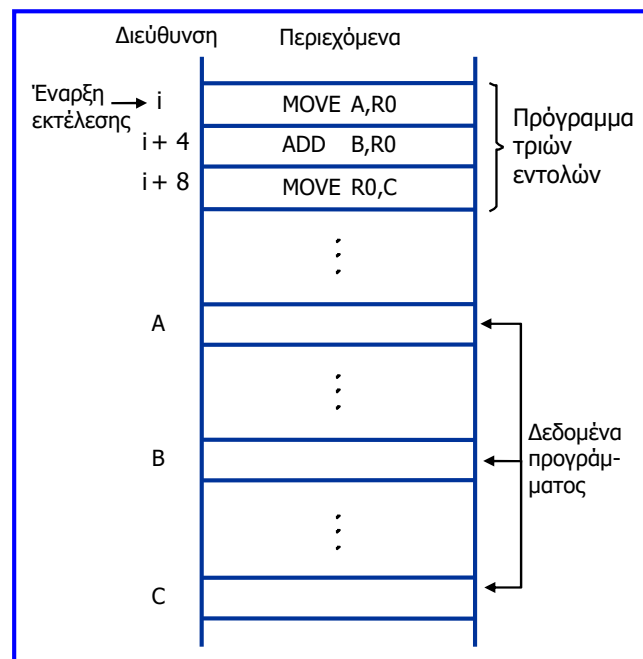 Διεύθυνση Περιεχόμενα
Έναρξη εκτέλεσης
i MOVE A,R0
i + 4 ADD B,R0
i + 8 MOVE R0,C
Πρόγραμμα
τριών
εντολών
A
B
Δεδομένα
προγράμ-
ματος
C